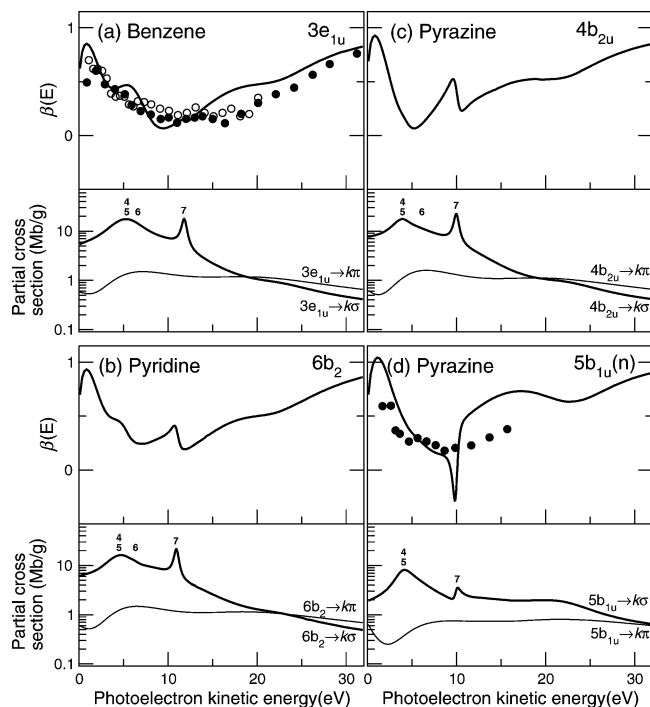 (a) Benzene 3e1u
1
β(E)
0
4
5 6 7
10
1
0.1
Partial cross
section (Mb/g)
3e1u→kπ
3e1u→kσ
(c) Pyrazine 4b2u
4
5 6 7
4b2u→kπ
4b2u→kσ
(b) Pyridine 6b2
1
β(E)
0
4
5 6 7
10
1
0.1
Partial cross
section (Mb/g)
6b2→kπ
6b2→kσ
0 10 20 30
Photoelectron kinetic energy(eV)
(d) Pyrazine 5b1u(n)
4
5 7
5b1u→kσ
5b1u→kπ
0 10 20 30
Photoelectron kinetic energy(eV)